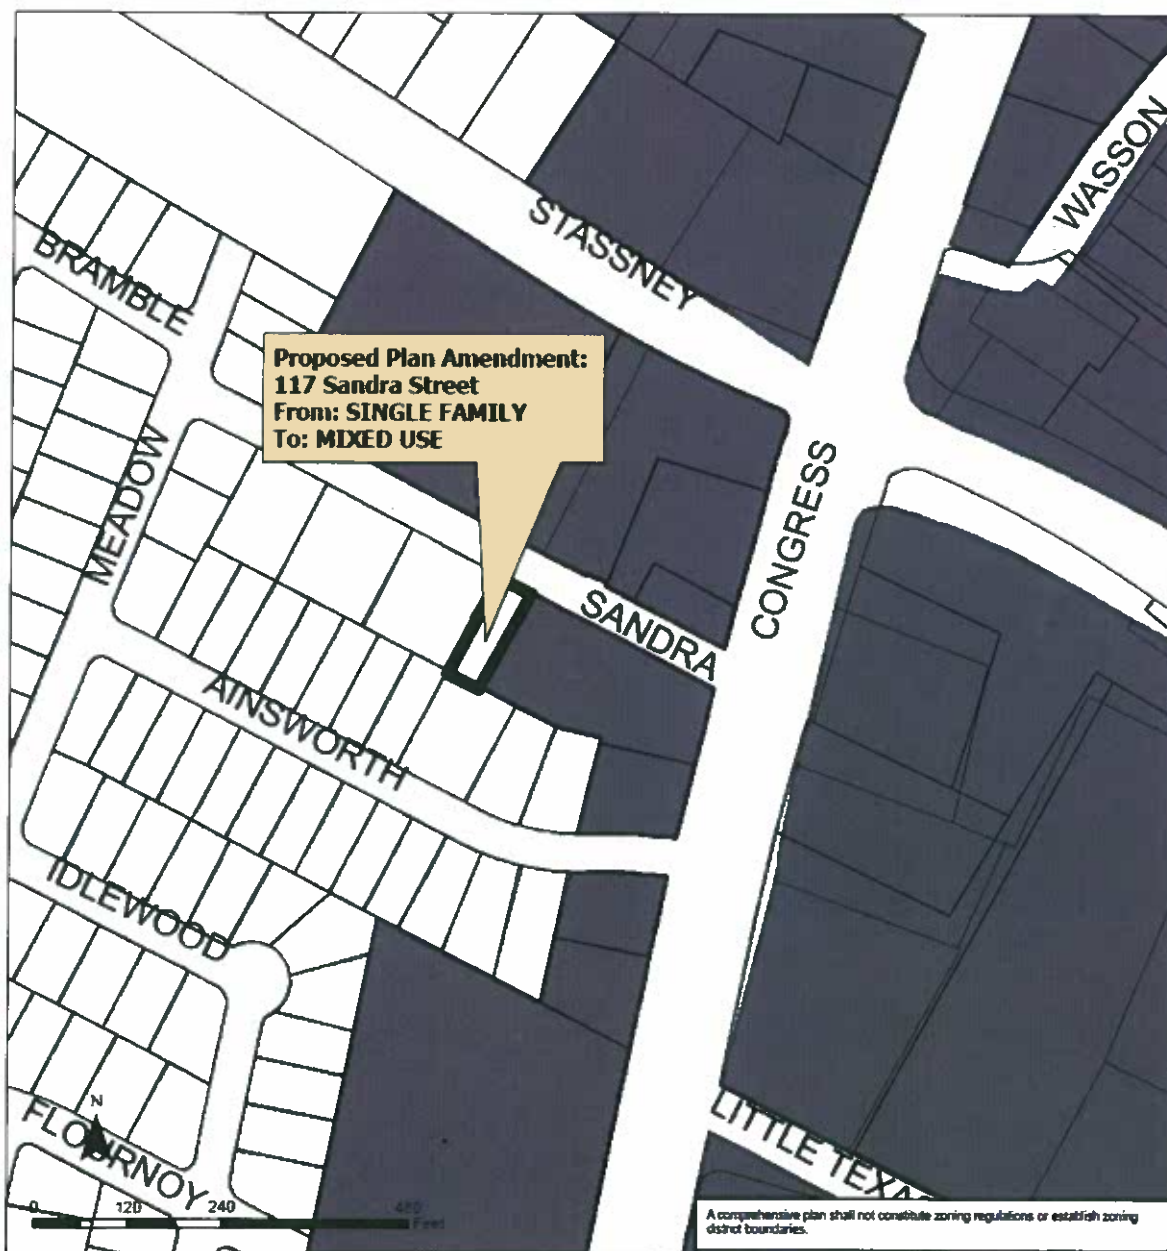 WASSON
STASSNEY
BRAMBLE
Proposed Plan Amendment:
117 Sandra Street
From: SINGLE FAMILY
To: MIXED USE
MEADOW
CONGRESS
SANDRA
AINSWORTH
IDLEWOOD
N
FLOURNOY
LITTLE TEXA
0 120 240 480
Feet
A comprehensive plan shall not constitute zoning regulations or establish zoning
district boundaries.